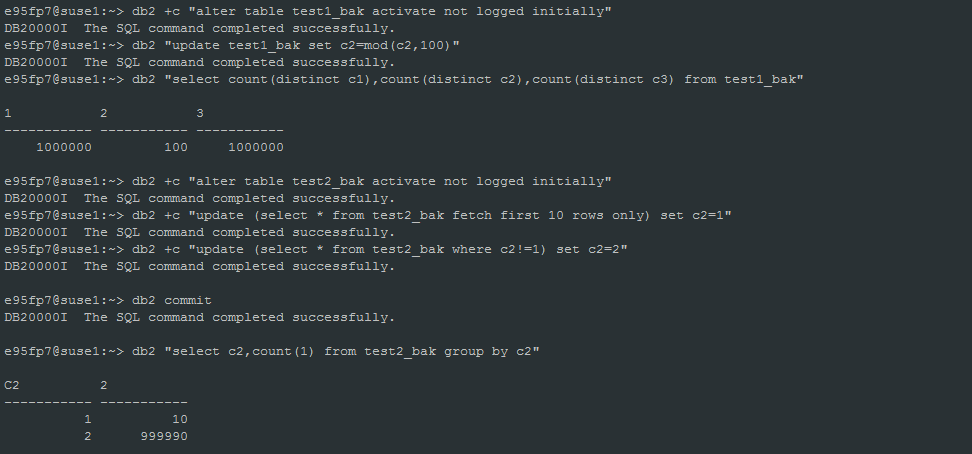 e95fp7@suse1:~> db2 +c "alter table test1_bak activate not logged initially"
DB20000I  The SQL command completed successfully.
e95fp7@suse1:~> db2 "update test1_bak set c2=mod(c2,100)"
DB20000I  The SQL command completed successfully.
e95fp7@suse1:~> db2 "select count(distinct c1),count(distinct c2),count(distinct c3) from test1_bak"
1           2           3
----------- ----------- -----------
    1000000         100     1000000
e95fp7@suse1:~> db2 +c "alter table test2_bak activate not logged initially"
DB20000I  The SQL command completed successfully.
e95fp7@suse1:~> db2 +c "update (select * from test2_bak fetch first 10 rows only) set c2=1"
DB20000I  The SQL command completed successfully.
e95fp7@suse1:~> db2 +c "update (select * from test2_bak where c2!=1) set c2=2"
DB20000I  The SQL command completed successfully.
e95fp7@suse1:~> db2 commit
DB20000I  The SQL command completed successfully.
e95fp7@suse1:~> db2 "select c2,count(1) from test2_bak group by c2"
C2          2
----------- -----------
          1          10
          2      999990